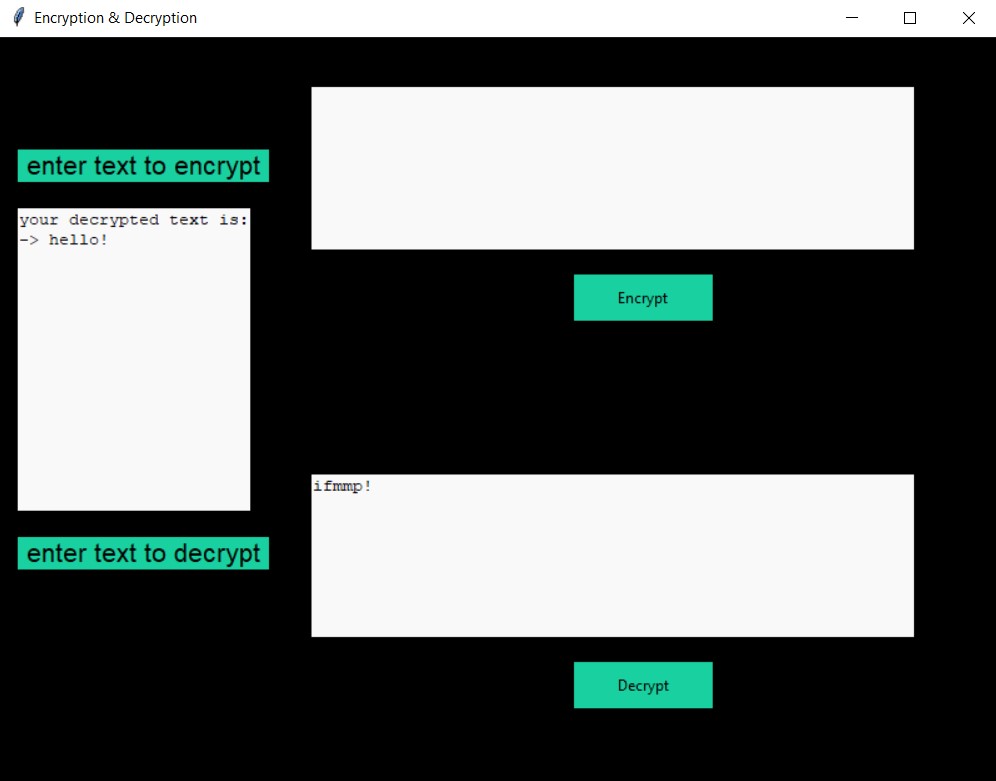 Encryption & Decryption
enter text to encrypt
your decrypted text is:
-> hello!
Encrypt
ifmmp!
enter text to decrypt
Decrypt